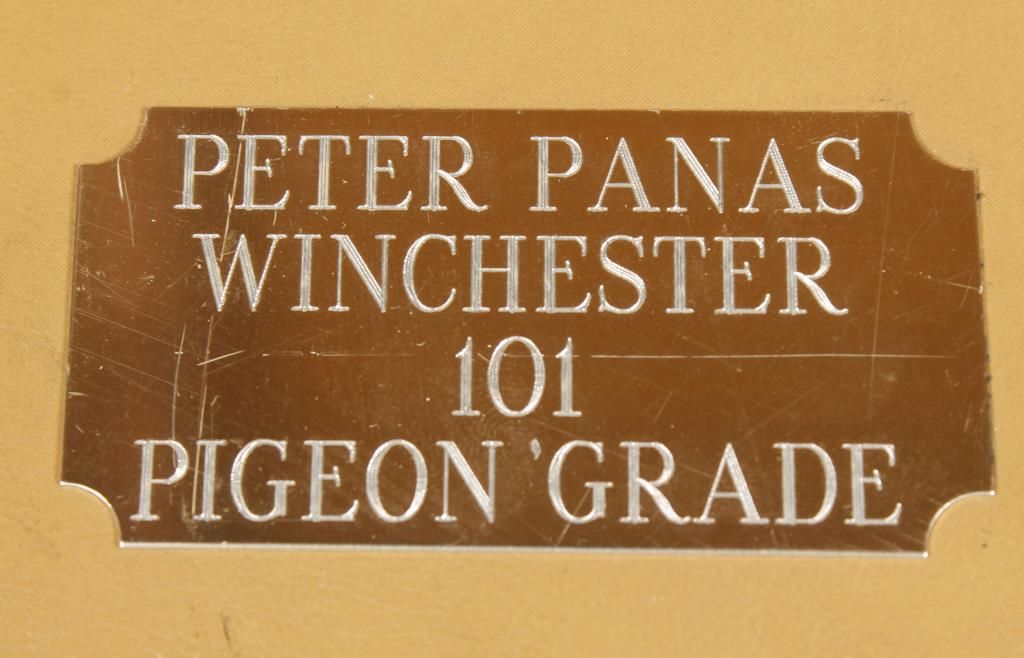 PETER PANAS
WINCHESTER
101
PIGEON 'GRADE